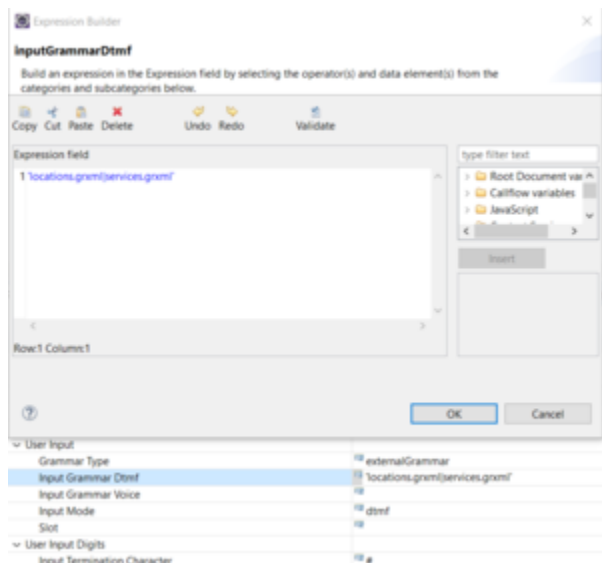 Expression Builder
inputGrammarDtmf
Build an expression in the Expression field by selecting the operator(s) and data element(s) from the
categories and subcategories below.
Copy Cut Paste Delete Undo Redo Validate
Expression field
type filter text
1 'locations.grxml|services.grxml'
Root Document var
Callflow variables
JavaScript
Insert
Row:1 Column:1
OK Cancel
User Input
Grammar Type externalGrammar
Input Grammar Dtmf 'locations.grxml|services.grxml'
Input Grammar Voice
Input Mode dtmf
Slot
User Input Digits
Input Termination Character #